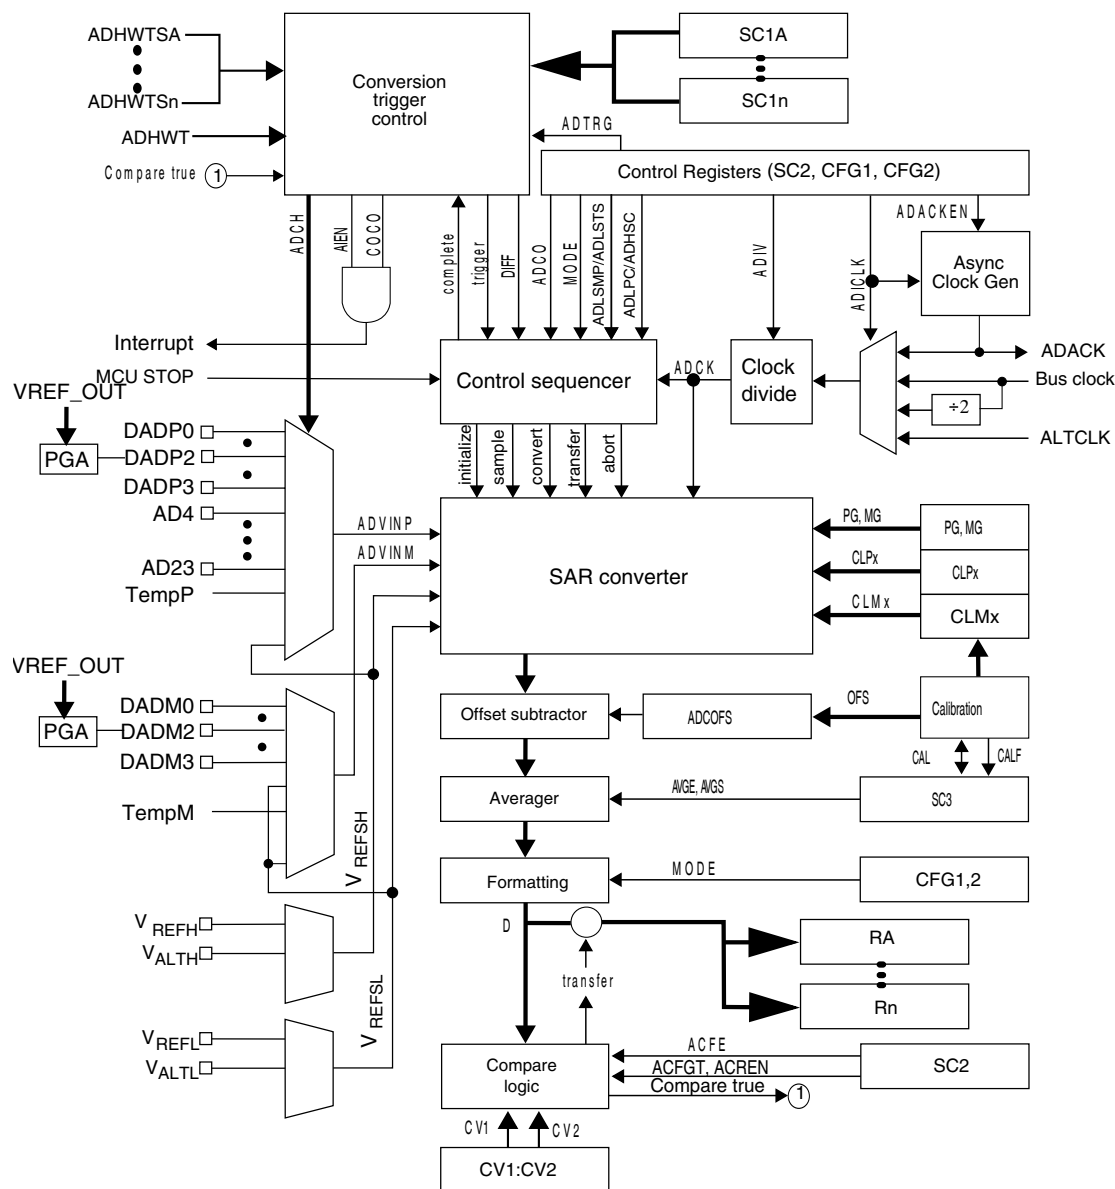 ADHWTSA
ADHWTSn
ADHWT
Compare true 1
Conversion
trigger
control
SC1A
SC1n
ADTRG
Control Registers (SC2, CFG1, CFG2)
ADCH
AIEN
COCO
complete
trigger
DIFF
ADCO
MODE
ADLSMP/ADLSTS
ADLPC/ADHSC
ADIV
ADICLK
ADACKEN
Async
Clock Gen
Interrupt
MCU STOP
Control sequencer
ADCK
Clock
divide
ADACK
Bus clock
÷2
ALTCLK
VREF_OUT
PGA
DADP0
DADP2
DADP3
AD4
AD23
TempP
initialize
sample
convert
transfer
abort
ADVINP
ADVINM
SAR converter
PG, MG
PG, MG
CLPx
CLPx
CLMx
CLMx
VREF_OUT
PGA
DADM0
DADM2
DADM3
TempM
Offset subtractor
ADCOFS
OFS
Calibration
CAL
CALF
Averager
AVGE, AVGS
SC3
VREFSH
Formatting
MODE
CFG1,2
VREFH
VALTH
D
transfer
RA
Rn
VREFSL
VREFL
VALTL
Compare
logic
ACFE
ACFGT, ACREN
Compare true
1
SC2
CV1
CV2
CV1:CV2